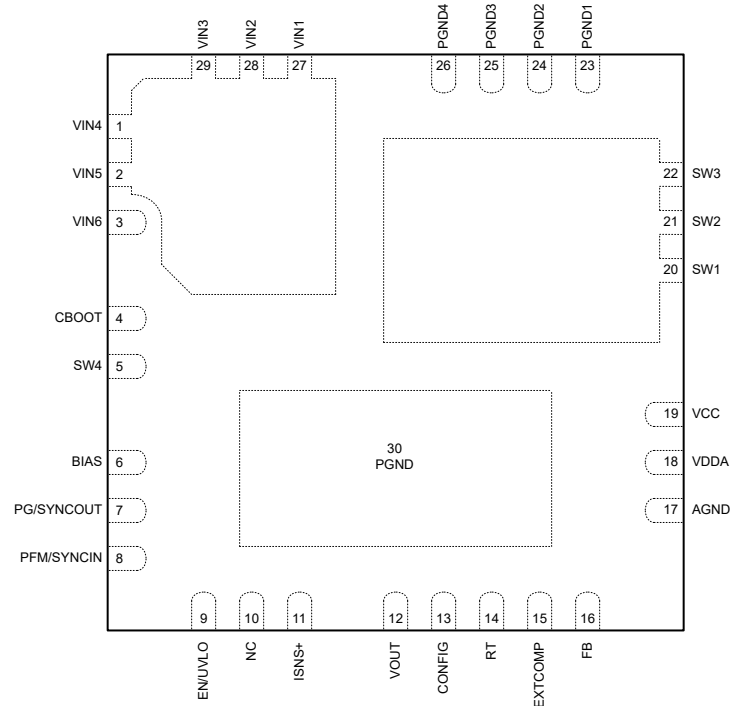 VIN3
VIN2
VIN1
PGND4
PGND3
PGND2
PGND1
29
28
27
26
25
24
23
VIN4 1
VIN5 2
VIN6 3
22 SW3
21 SW2
20 SW1
CBOOT 4
SW4 5
19 VCC
30
PGND
BIAS 6
18 VDDA
PG/SYNCOUT 7
17 AGND
PFM/SYNCIN 8
9
10
11
12
13
14
15
16
EN/UVLO
NC
ISNS+
VOUT
CONFIG
RT
EXTCOMP
FB